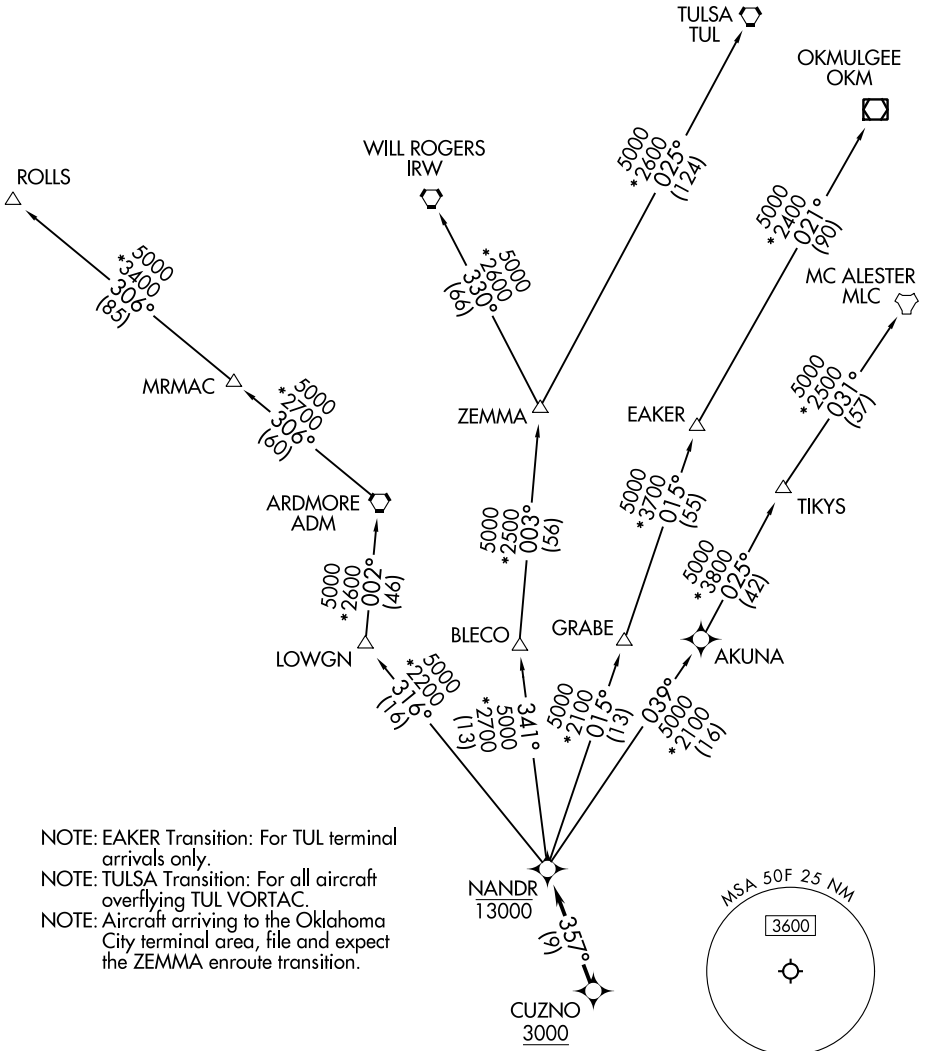 TULSA
TUL
OKMULGEE
OKM
WILL ROGERS
IRW
ROLLS
5000
*2600
025°
(124)
5000
*2400
021°
(90)
5000
*3400
306°
(85)
5000
*2600
330°
(66)
MC ALESTER
MLC
MRMAC
5000
*2700
306°
(60)
ZEMMA
EAKER
5000
*2500
031°
(57)
ARDMORE
ADM
5000
*2500
003°
(56)
5000
*3700
015°
(55)
TIKYS
5000
*2600
002°
(46)
5000
*3800
025°
(42)
LOWGN
BLECO
GRABE
AKUNA
5000
*2200
316°
(16)
341°
5000
*2700
(13)
5000
*2100
015°
(13)
039°
5000
*2100
(16)
NOTE: EAKER Transition: For TUL terminal
arrivals only.
NOTE: TULSA Transition: For all aircraft
overflying TUL VORTAC.
NOTE: Aircraft arriving to the Oklahoma
City terminal area, file and expect
the ZEMMA enroute transition.
NANDR
13000
357°
(9)
CUZNO
3000
MSA 50F 25 NM
3600